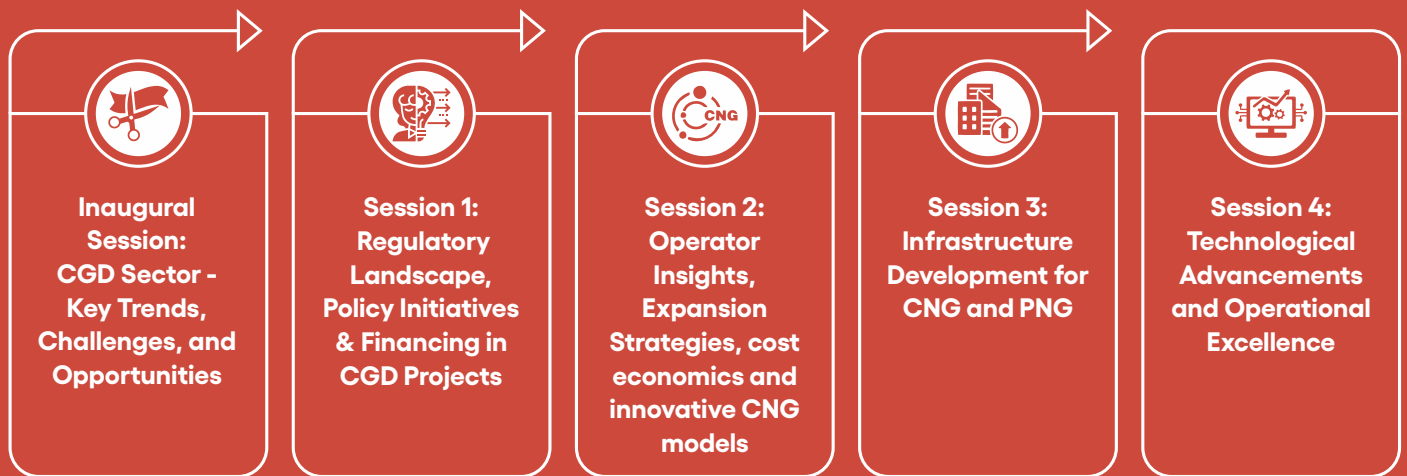 CNG
Inaugural
Session:
CGD Sector -
Key Trends,
Challenges, and
Opportunities
Session 1:
Regulatory
Landscape,
Policy Initiatives
& Financing in
CGD Projects
Session 2:
Operator
Insights,
Expansion
Strategies, cost
economics and
innovative CNG
models
Session 3:
Infrastructure
Development for
CNG and PNG
Session 4:
Technological
Advancements
and Operational
Excellence